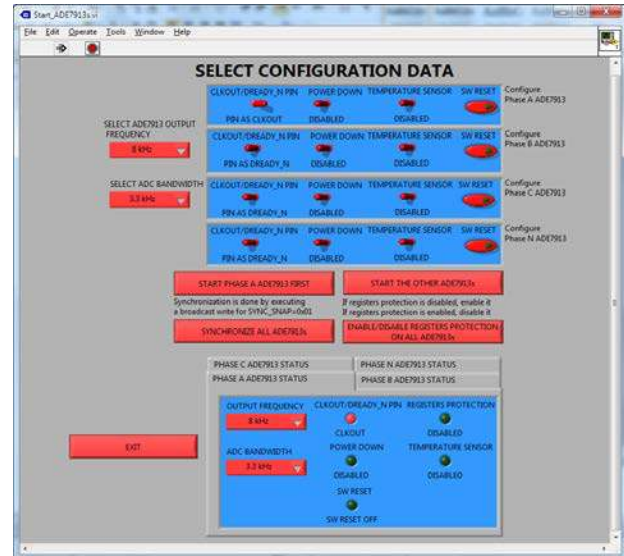 Start_ADE7913s.vi
File Edit Operate Tools Window Help
SELECT CONFIGURATION DATA
CLKOUT/DREADY_N PIN POWER DOWN TEMPERATURE SENSOR SW RESET
Configure
Phase A ADE7913
PIN AS CLKOUT DISABLED DISABLED
SELECT ADE7913 OUTPUT
FREQUENCY
8 kHz
CLKOUT/DREADY_N PIN POWER DOWN TEMPERATURE SENSOR SW RESET
Configure
Phase B ADE7913
PIN AS DREADY_N DISABLED DISABLED
SELECT ADC BANDWIDTH
3.3 kHz
CLKOUT/DREADY_N PIN POWER DOWN TEMPERATURE SENSOR SW RESET
Configure
Phase C ADE7913
PIN AS DREADY_N DISABLED DISABLED
CLKOUT/DREADY_N PIN POWER DOWN TEMPERATURE SENSOR SW RESET
Configure
Phase N ADE7913
PIN AS DREADY_N DISABLED DISABLED
START PHASE A ADE7913 FIRST
START THE OTHER ADE7913s
Synchronization is done by executing
a broadcast write for SYNC_SNAP=0x01
If registers protection is disabled, enable it
If registers protection is enabled, disable it
SYNCHRONIZE ALL ADE7913s
ENABLE/DISABLE REGISTERS PROTECTION
ON ALL ADE7913s
PHASE C ADE7913 STATUS PHASE N ADE7913 STATUS
PHASE A ADE7913 STATUS PHASE B ADE7913 STATUS
OUTPUT FREQUENCY CLKOUT/DREADY_N PIN REGISTERS PROTECTION
8 kHz
CLKOUT DISABLED
ADC BANDWIDTH POWER DOWN TEMPERATURE SENSOR
3.3 kHz
DISABLED DISABLED
SW RESET
SW RESET OFF
EXIT